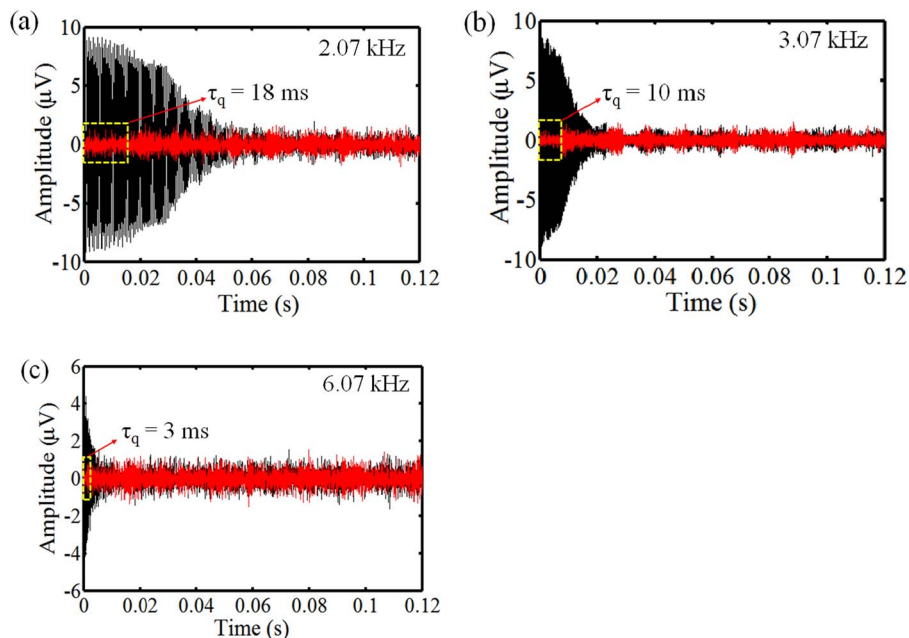 (a)
2.07 kHz
τq = 18 ms
Amplitude (μV)
10
5
0
-5
-10
0 0.02 0.04 0.06 0.08 0.1 0.12
Time (s)
(b)
3.07 kHz
τq = 10 ms
Amplitude (μV)
10
5
0
-5
-10
0 0.02 0.04 0.06 0.08 0.1 0.12
Time (s)
(c)
6.07 kHz
τq = 3 ms
Amplitude (μV)
6
4
2
0
-2
-4
-6
0 0.02 0.04 0.06 0.08 0.1 0.12
Time (s)